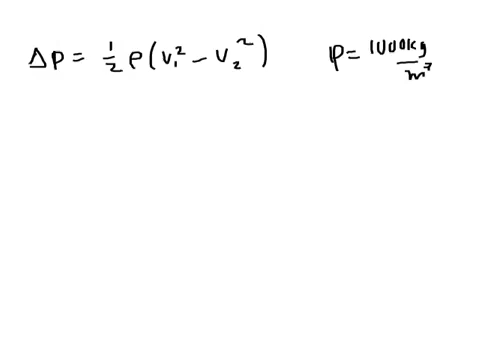 Δp = 1/2 ρ(v₁² − v₂²)
ρ = 1000kg/m³